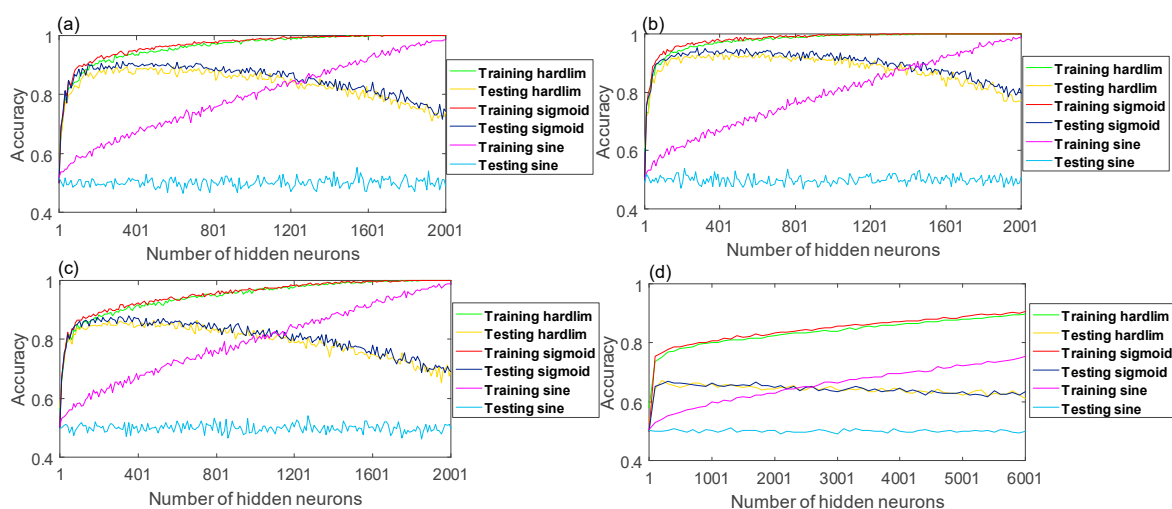 (a)
1
0.8
0.6
0.4
Accuracy
1 401 801 1201 1601 2001
Number of hidden neurons
Training hardlim
Testing hardlim
Training sigmoid
Testing sigmoid
Training sine
Testing sine
(b)
1
0.8
0.6
0.4
Accuracy
1 401 801 1201 1601 2001
Number of hidden neurons
Training hardlim
Testing hardlim
Training sigmoid
Testing sigmoid
Training sine
Testing sine
(c)
1
0.8
0.6
0.4
Accuracy
1 401 801 1201 1601 2001
Number of hidden neurons
Training hardlim
Testing hardlim
Training sigmoid
Testing sigmoid
Training sine
Testing sine
(d)
1
0.8
0.6
0.4
Accuracy
1 1001 2001 3001 4001 5001 6001
Number of hidden neurons
Training hardlim
Testing hardlim
Training sigmoid
Testing sigmoid
Training sine
Testing sine